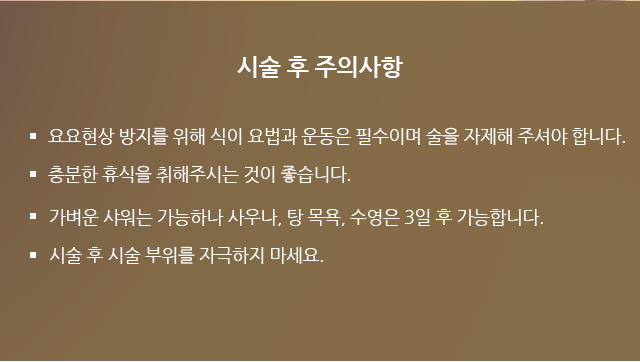 시술 후 주의사항
▪ 요요현상 방지를 위해 식이 요법과 운동은 필수이며 술을 자제해 주셔야 합니다.
▪ 충분한 휴식을 취해주시는 것이 좋습니다.
▪ 가벼운 샤워는 가능하나 사우나, 탕 목욕, 수영은 3일 후 가능합니다.
▪ 시술 후 시술 부위를 자극하지 마세요.